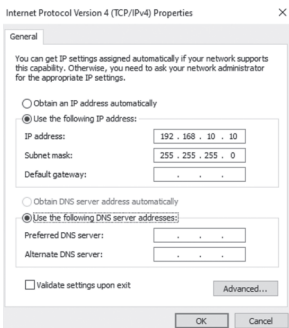 Internet Protocol Version 4 (TCP/IPv4) Properties
General
You can get IP settings assigned automatically if your network supports
this capability. Otherwise, you need to ask your network administrator
for the appropriate IP settings.
Obtain an IP address automatically
Use the following IP address:
IP address: 192 . 168 . 10 . 10
Subnet mask: 255 . 255 . 255 . 0
Default gateway: . . .
Obtain DNS server address automatically
Use the following DNS server addresses:
Preferred DNS server: . . .
Alternate DNS server: . . .
Validate settings upon exit
Advanced...
OK Cancel